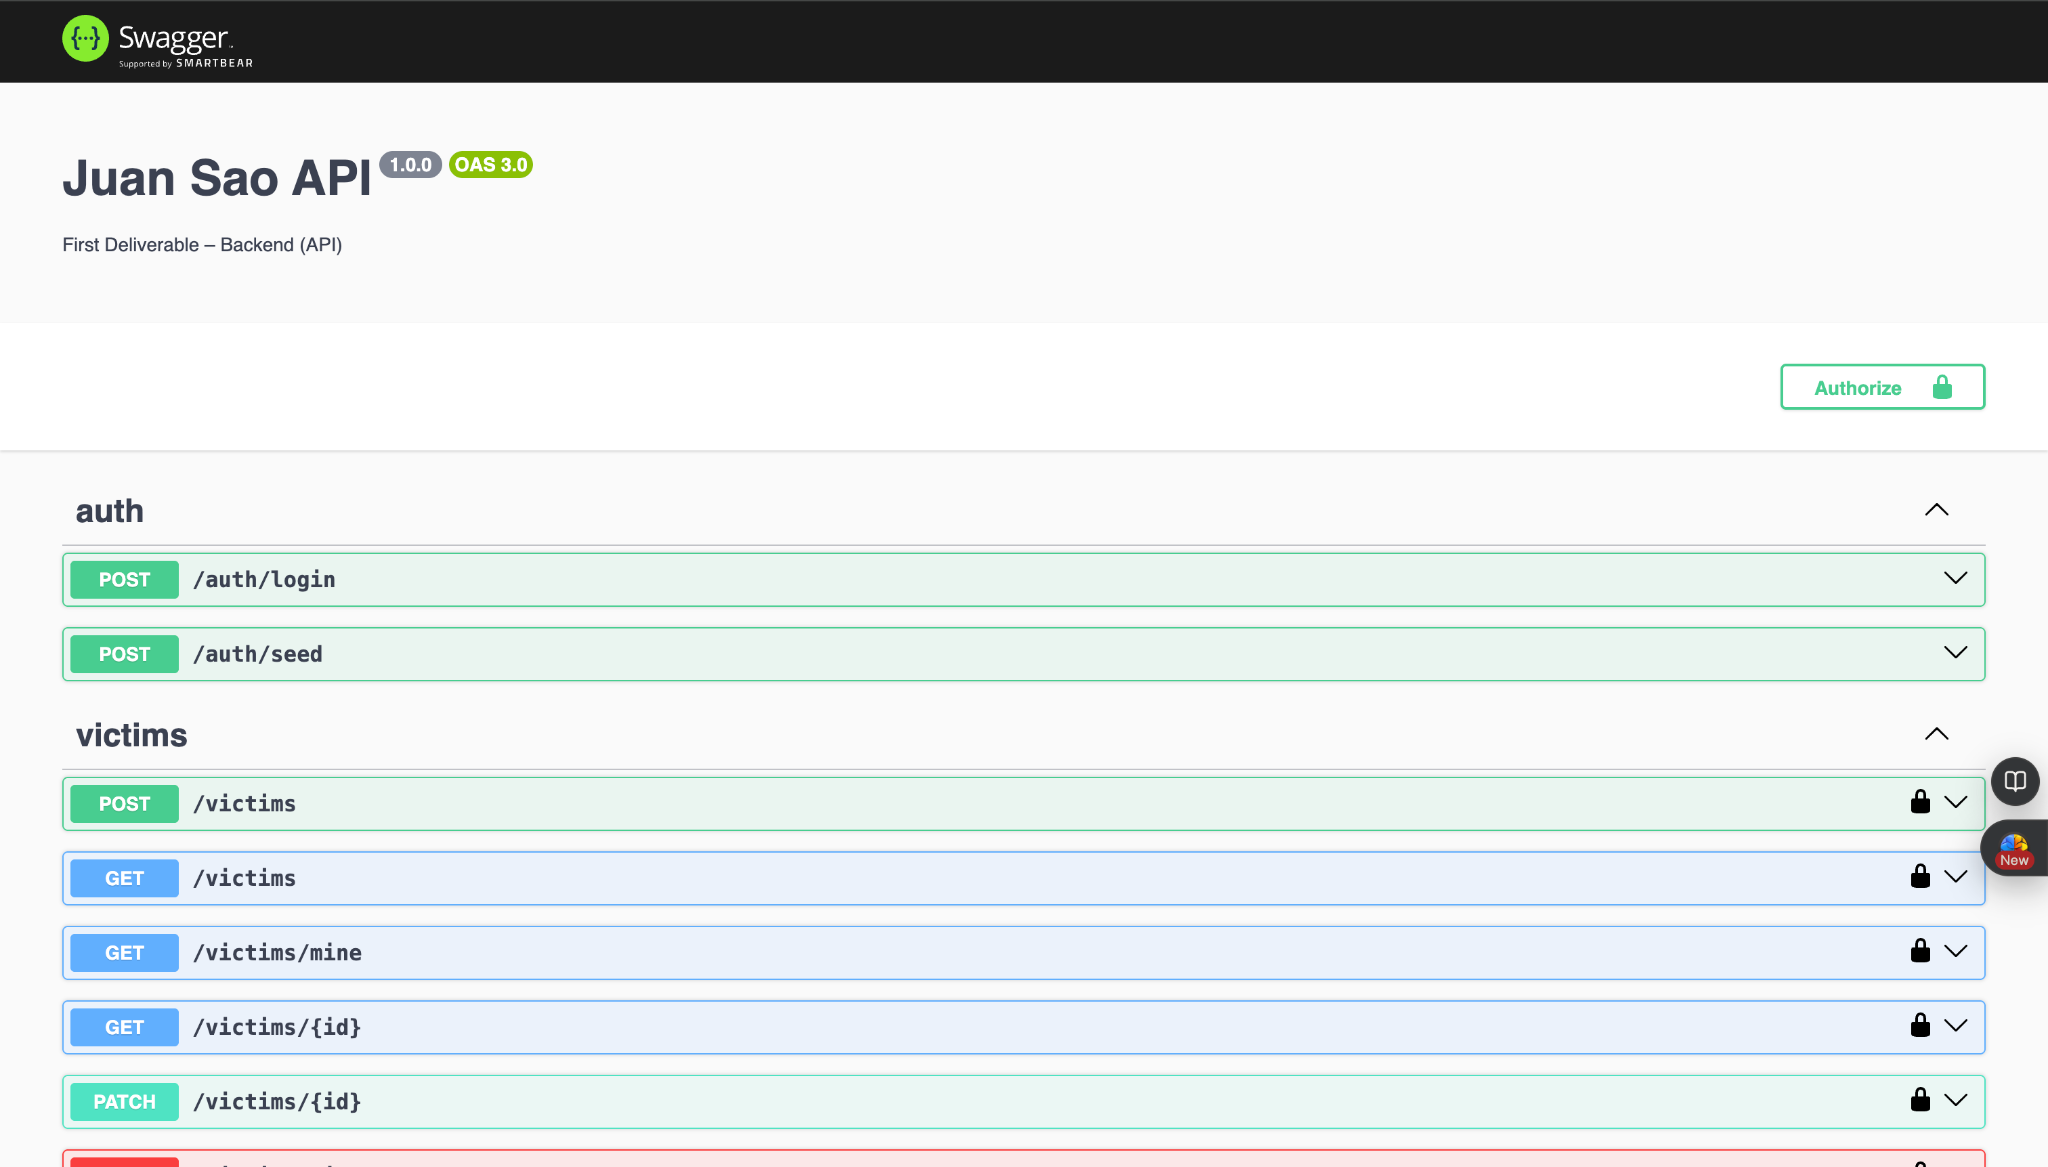 Swagger
Supported by SMARTBEAR
Juan Sao API 1.0.0 OAS 3.0
First Deliverable – Backend (API)
Authorize
auth
POST /auth/login
POST /auth/seed
victims
POST /victims
GET /victims
New
GET /victims/mine
GET /victims/{id}
PATCH /victims/{id}